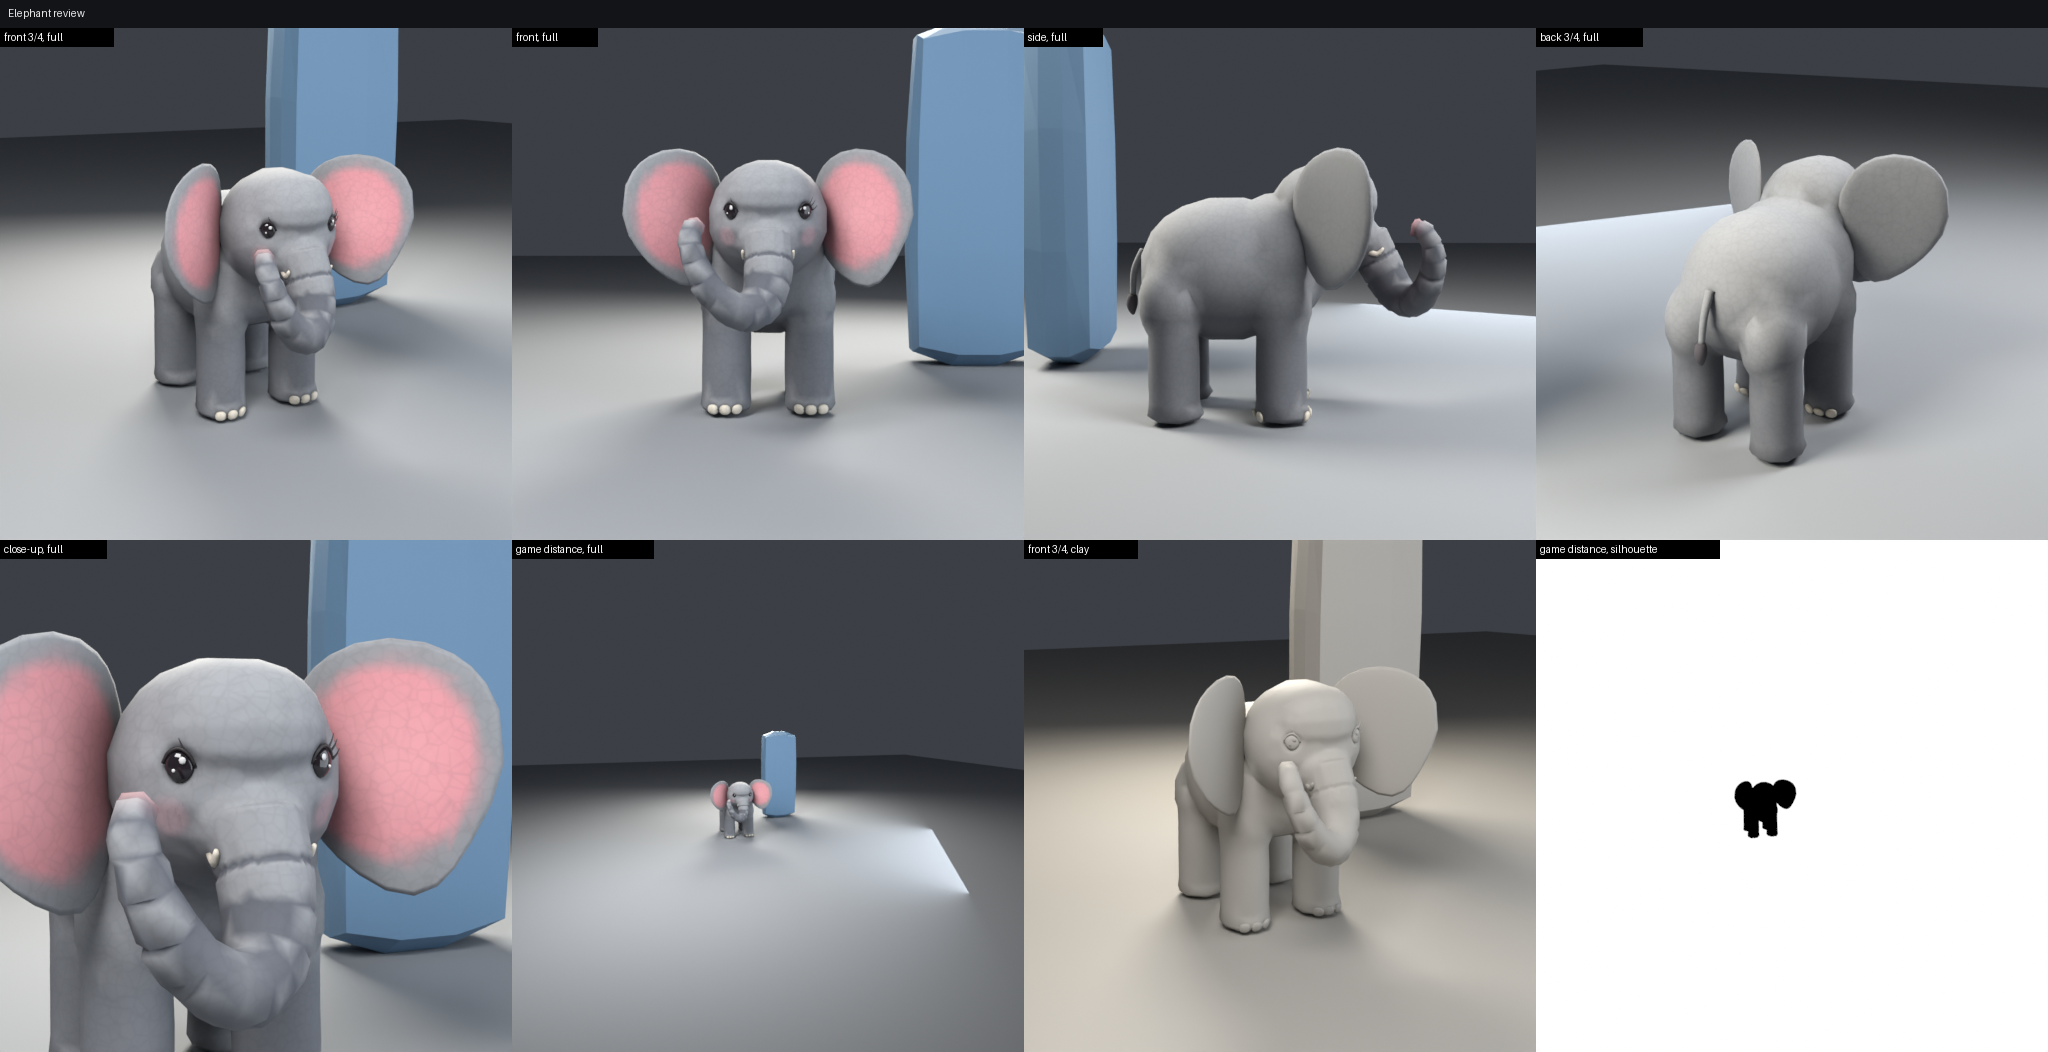 Elephant review
front 3/4, full
front, full
side, full
back 3/4, full
close-up, full
game distance, full
front 3/4, clay
game distance, silhouette